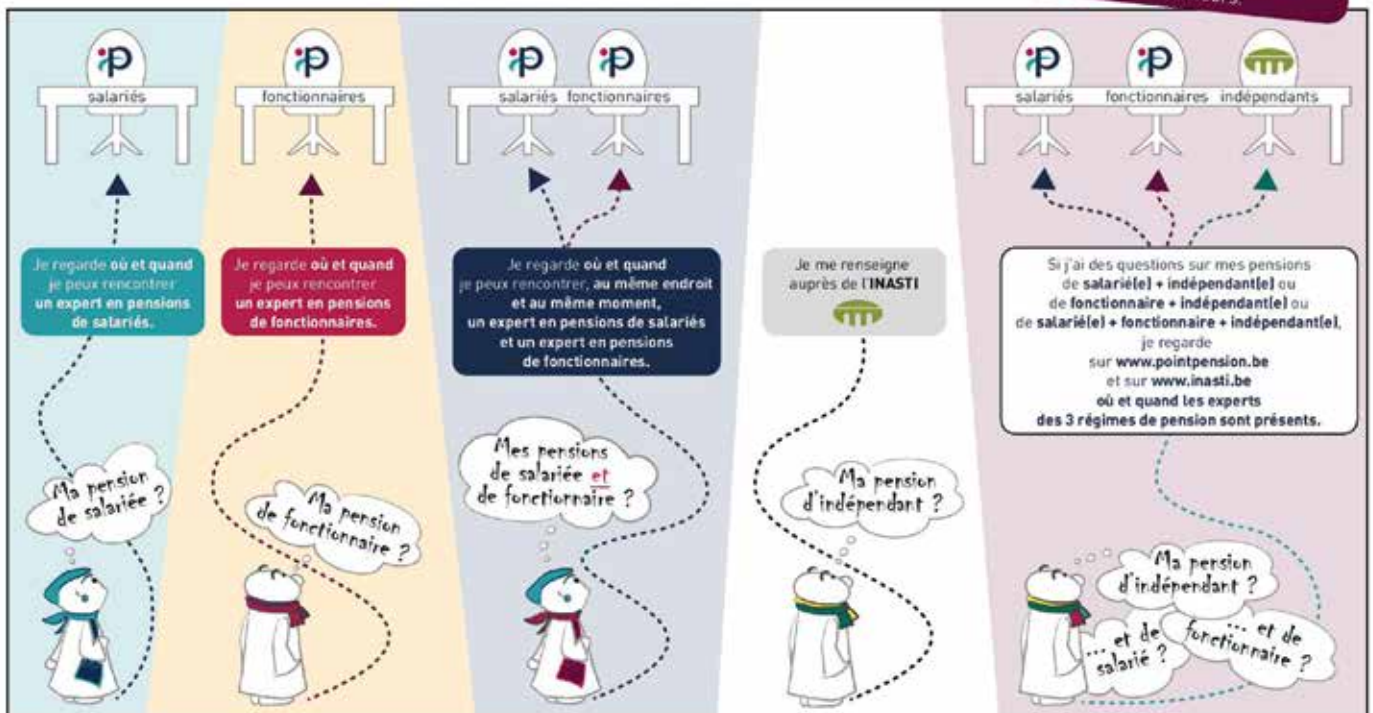 salariés
fonctionnaires
salariés fonctionnaires
salariés fonctionnaires indépendants
Je regarde où et quand
je peux rencontrer
un expert en pensions
de salariés.
Je regarde où et quand
je peux rencontrer
un expert en pensions
de fonctionnaires.
Je regarde où et quand
je peux rencontrer, au même endroit
et au même moment,
un expert en pensions de salariés
et un expert en pensions
de fonctionnaires.
Je me renseigne
auprès de l'INASTI
Si j'ai des questions sur mes pensions
de salarié(e) + indépendant(e) ou
de fonctionnaire + indépendant(e) ou
de salarié(e) + fonctionnaire + indépendant(e),
je regarde
sur www.pointpension.be
et sur www.inasti.be
où et quand les experts
des 3 régimes de pension sont présents.
Ma pension
de salariée ?
Ma pension
de fonctionnaire ?
Mes pensions
de salariée et
de fonctionnaire ?
Ma pension
d'indépendant ?
Ma pension
d'indépendant ?
... et de
salarié ?
... et de
fonctionnaire ?